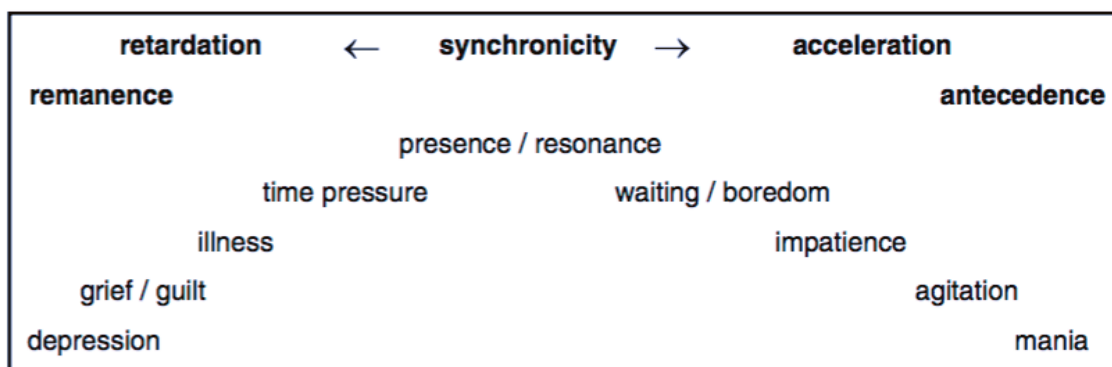 retardation ← synchronicity → acceleration
remanence antecedence
presence / resonance
time pressure waiting / boredom
illness impatience
grief / guilt agitation
depression mania